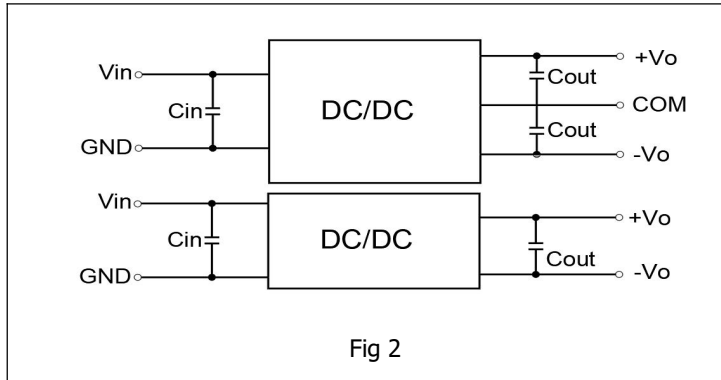 Vin
Cin
GND
DC/DC
Cout
Cout
+Vo
COM
-Vo
Vin
Cin
GND
DC/DC
Cout
+Vo
-Vo
Fig 2